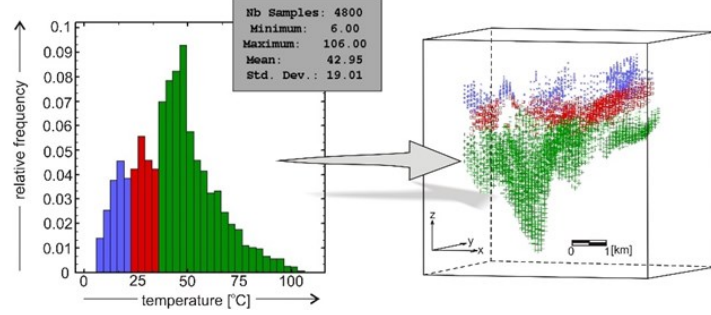 Nb Samples: 4800
Minimum: 6.00
Maximum: 106.00
Mean: 42.95
Std. Dev.: 19.01
relative frequency
0.1
0.09
0.08
0.07
0.06
0.05
0.04
0.03
0.02
0.01
0
0 25 50 75 100
temperature [°C]
z
y
x
0 1 [km]